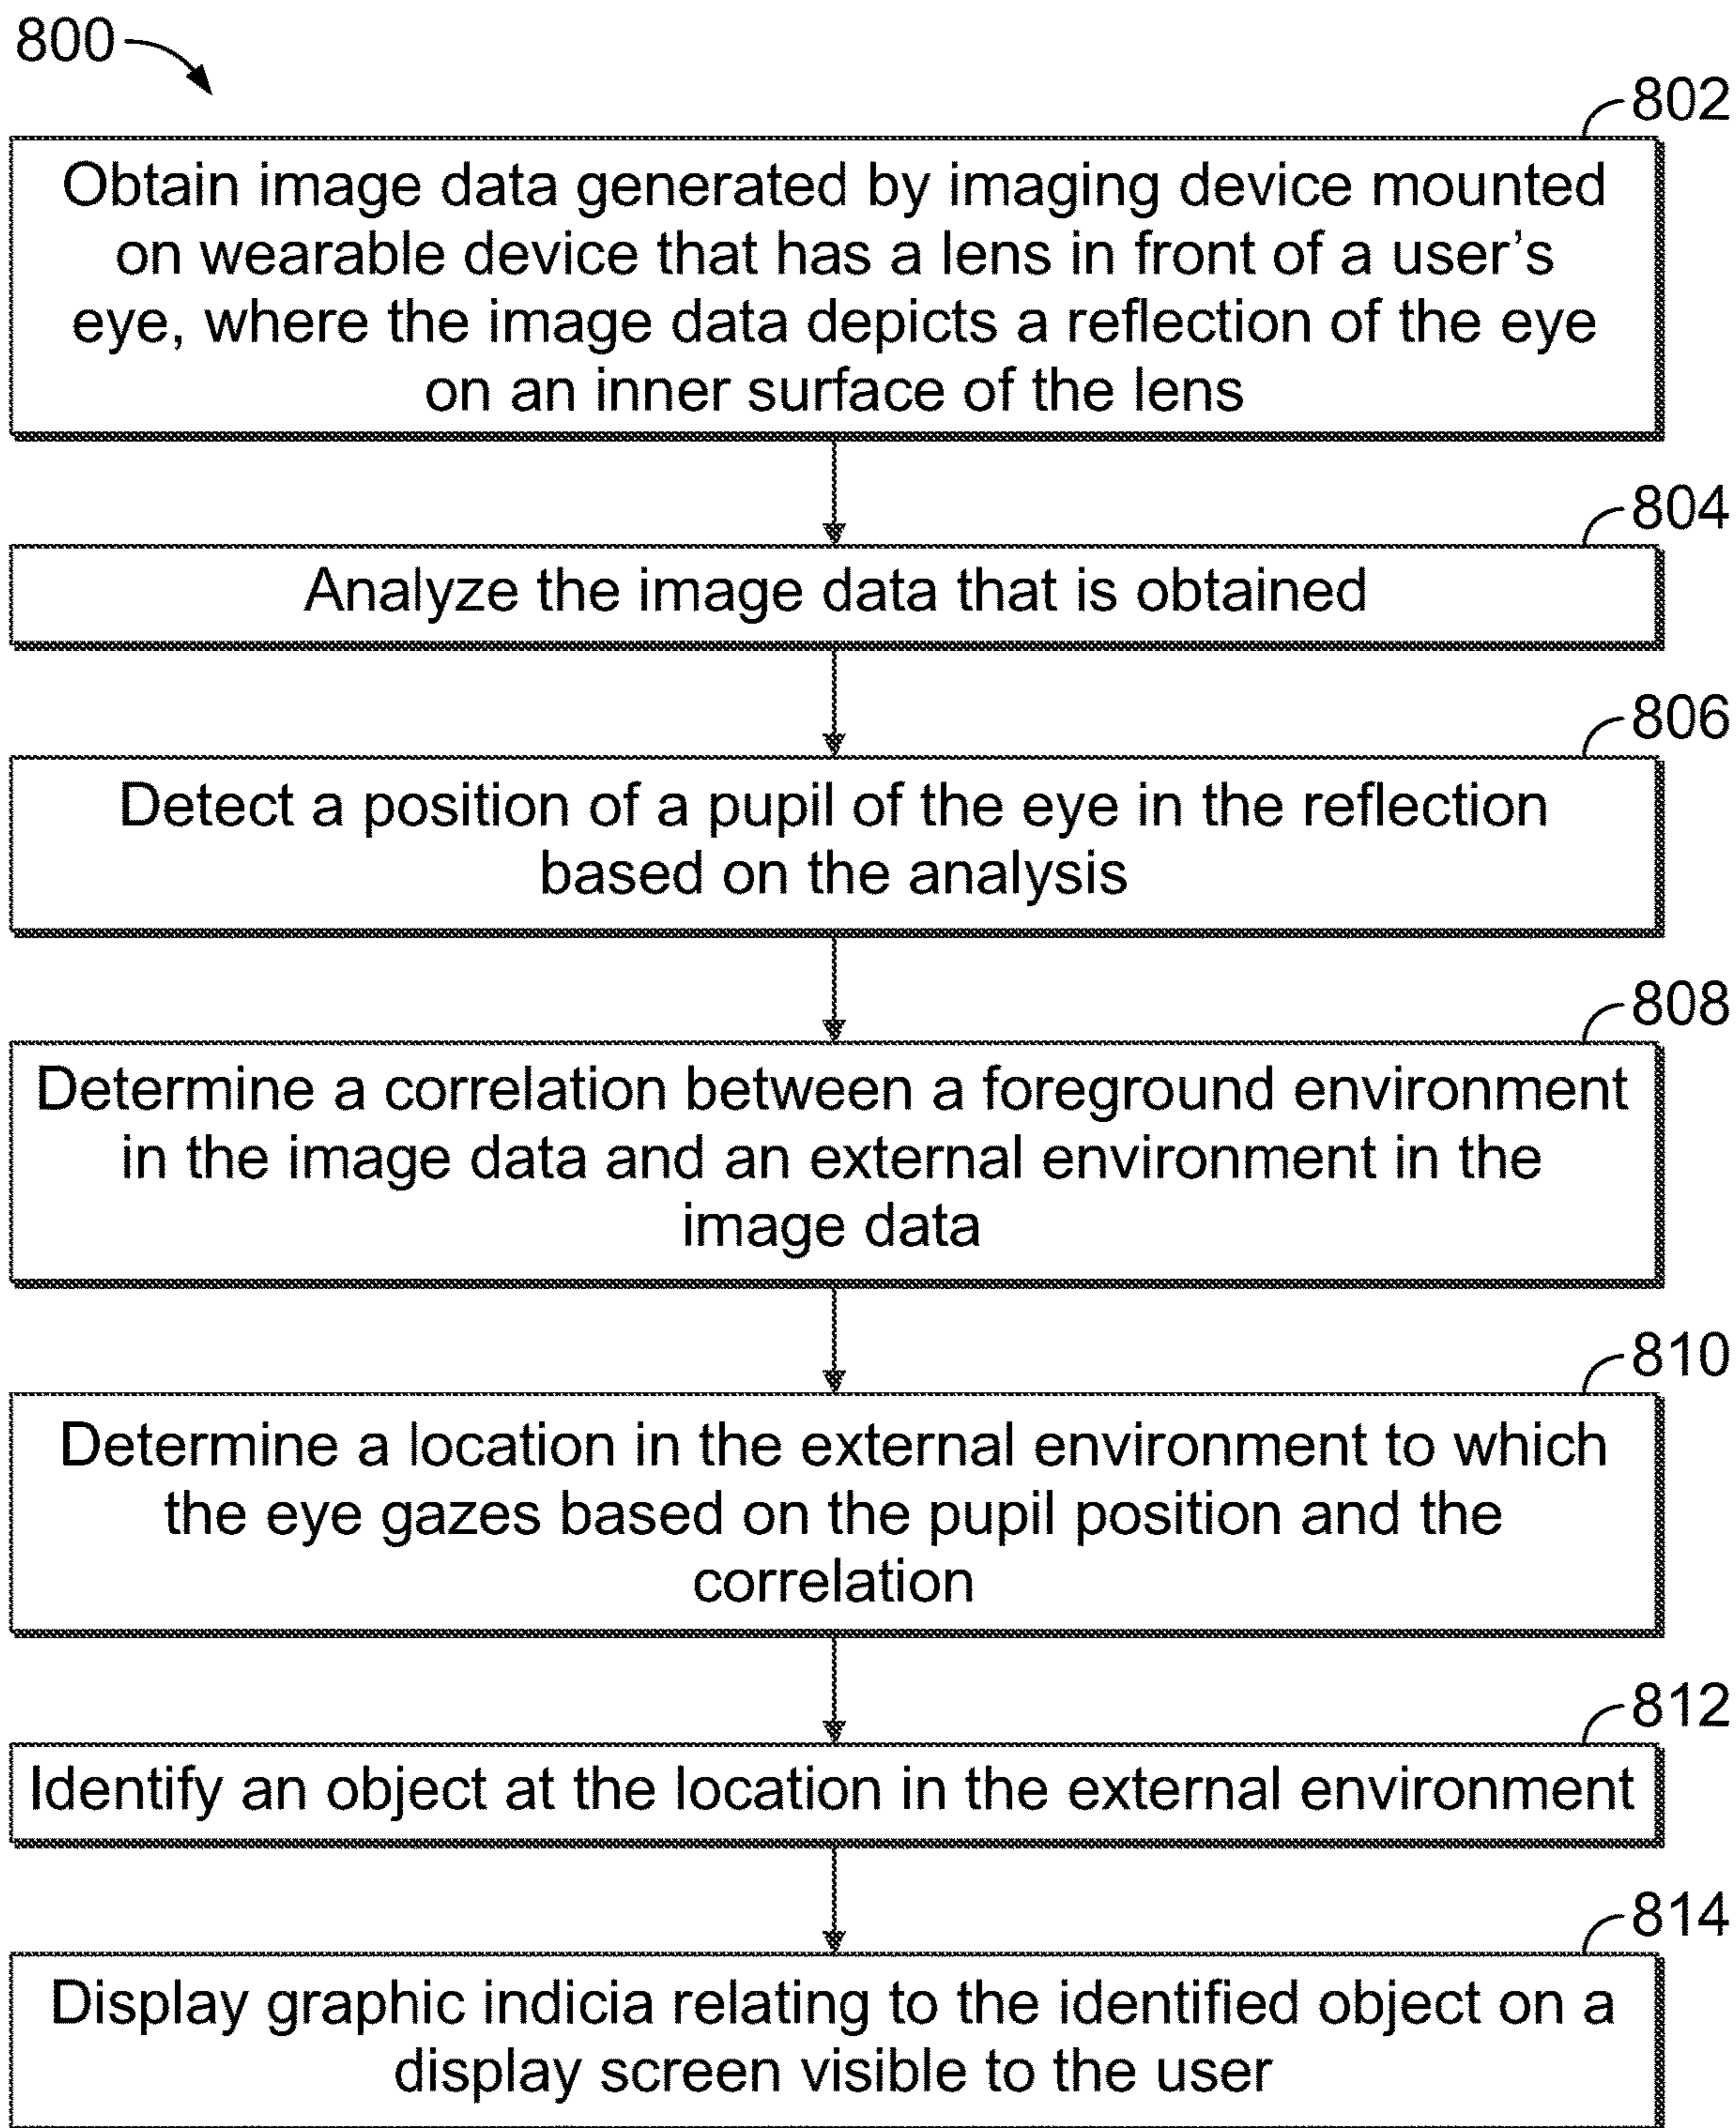 800
802
Obtain image data generated by imaging device mounted
on wearable device that has a lens in front of a user's
eye, where the image data depicts a reflection of the eye
on an inner surface of the lens
804
Analyze the image data that is obtained
806
Detect a position of a pupil of the eye in the reflection
based on the analysis
808
Determine a correlation between a foreground environment
in the image data and an external environment in the
image data
810
Determine a location in the external environment to which
the eye gazes based on the pupil position and the
correlation
812
Identify an object at the location in the external environment
814
Display graphic indicia relating to the identified object on a
display screen visible to the user